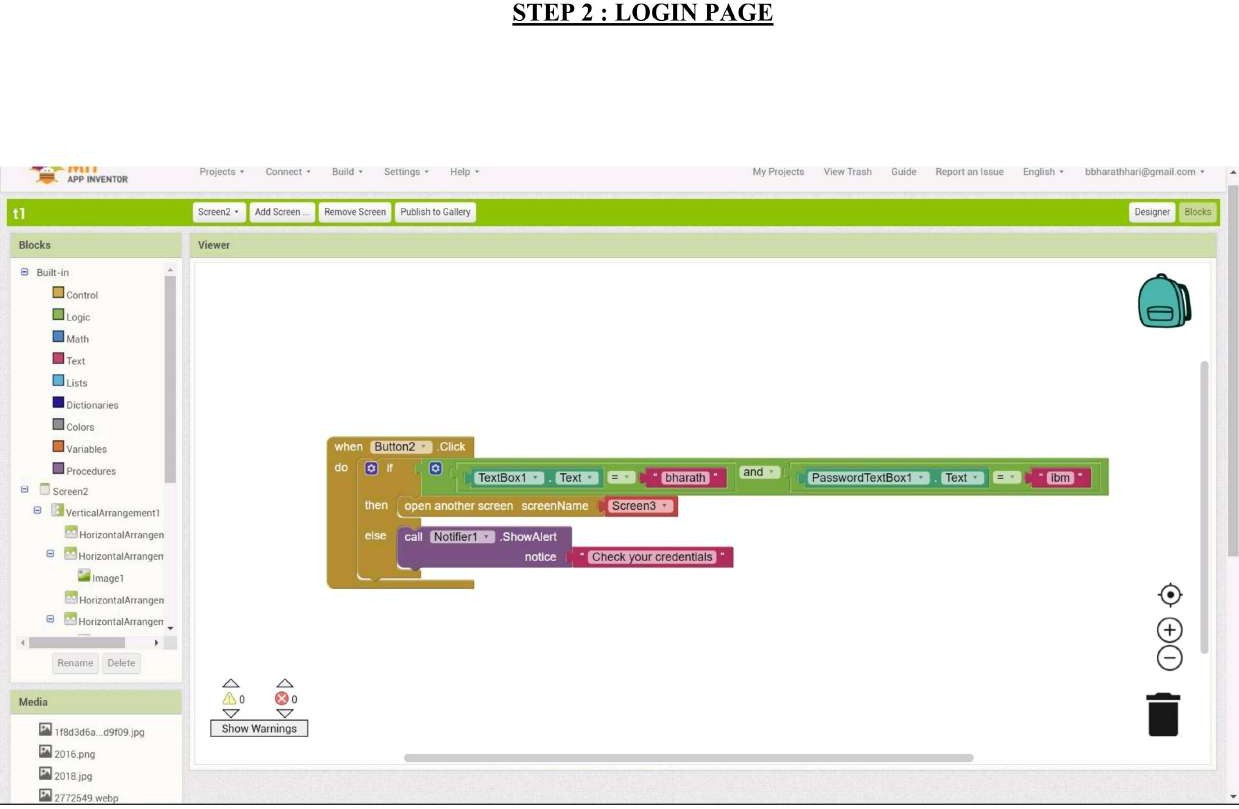 STEP 2 : LOGIN PAGE
MIT
APP INVENTOR
Projects Connect Build Settings Help My Projects View Trash Guide Report an Issue English bbharathhari@gmail.com
t1 Screen2 Add Screen ... Remove Screen Publish to Gallery Designer Blocks
Blocks Viewer
Built-in
Control
Logic
Math
Text
Lists
Dictionaries
Colors
Variables
Procedures
Screen2
VerticalArrangement1
HorizontalArrangen
HorizontalArrangen
Image1
HorizontalArrangen
HorizontalArrangen
Rename Delete
Media
1f8d3d6a...d9f09.jpg
2016.png
2018.jpg
2772549.webp
when Button2 .Click
do if TextBox1 . Text = " bharath " and PasswordTextBox1 . Text = " ibm "
then open another screen screenName Screen3
else call Notifier1 .ShowAlert
notice " Check your credentials "
0 0
Show Warnings